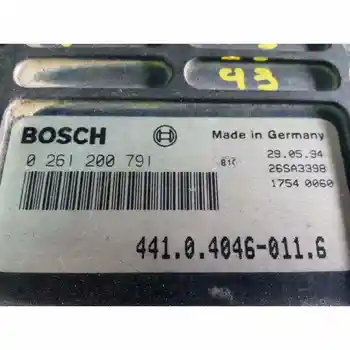 93
BOSCH
Made in Germany
0 261 200 791
29.05.94
26SA3398
1754 0060
441.0.4046-011.6